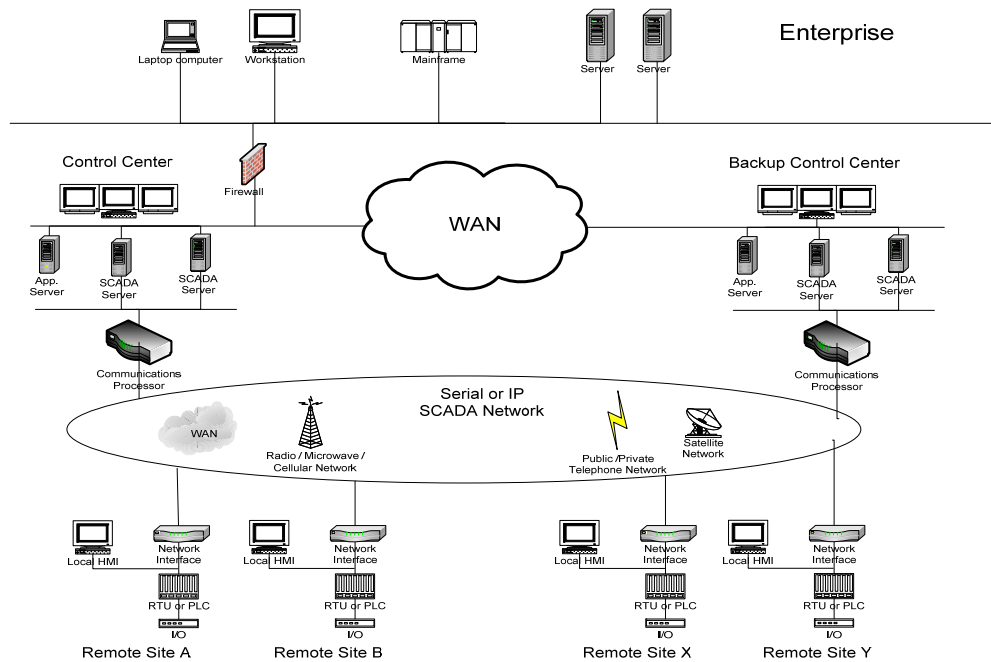 Enterprise
Laptop computer
Workstation
Mainframe
Server
Server
Control Center
Firewall
WAN
Backup Control Center
App.
Server
SCADA
Server
SCADA
Server
App.
Server
SCADA
Server
SCADA
Server
Communications
Processor
Communications
Processor
Serial or IP
SCADA Network
WAN
Radio / Microwave /
Cellular Network
Public /Private
Telephone Network
Satellite
Network
Local HMI
Network
Interface
RTU or PLC
I/O
Remote Site A
Local HMI
Network
Interface
RTU or PLC
I/O
Remote Site B
Local HMI
Network
Interface
RTU or PLC
I/O
Remote Site X
Local HMI
Network
Interface
RTU or PLC
I/O
Remote Site Y